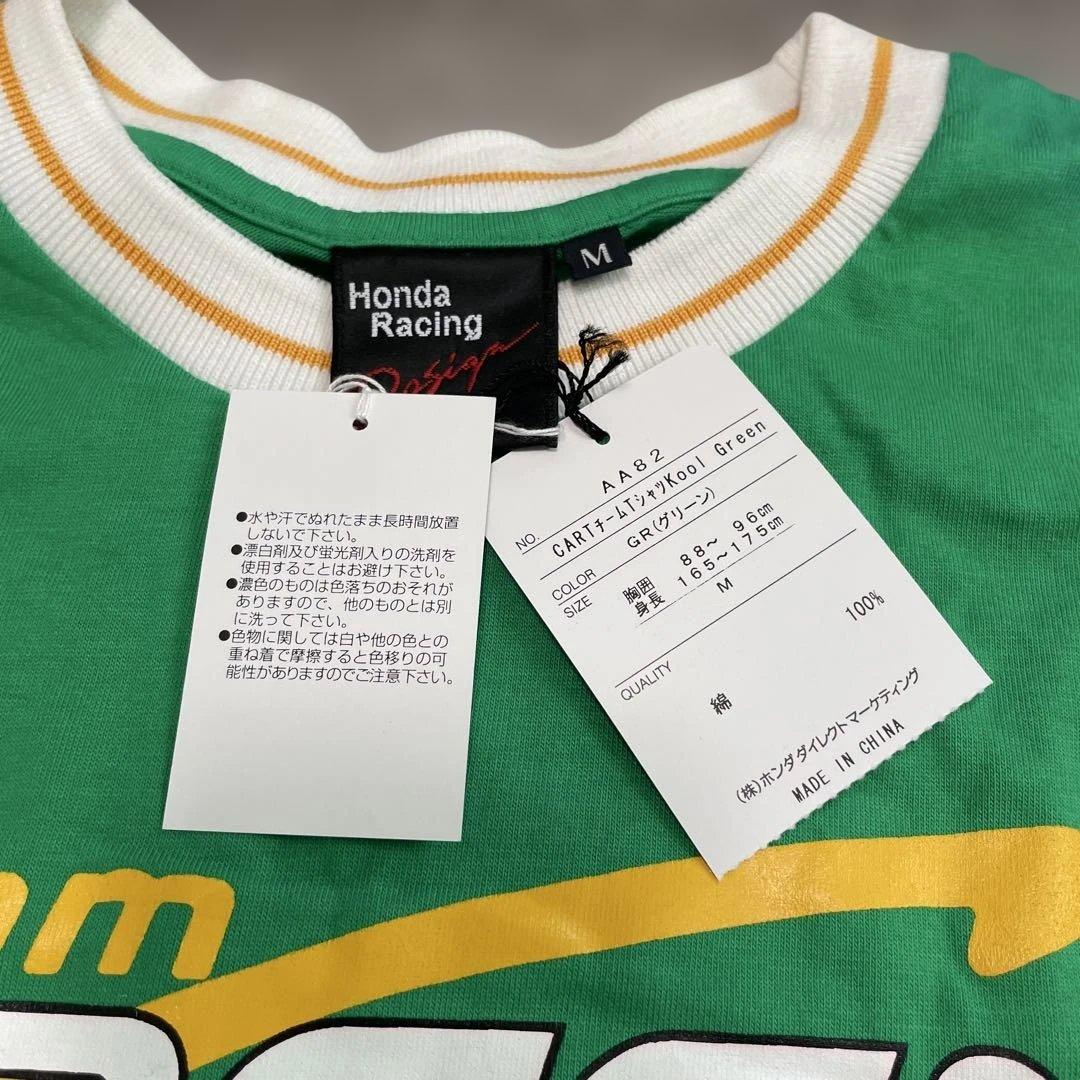 Honda
Racing
Design
M
●水や汗でぬれたまま長時間放置
しないで下さい。
●漂白剤及び蛍光剤入りの洗剤を
使用することはお避け下さい。
●濃色のものは色落ちのおそれが
ありますので、他のものとは別
に洗って下さい。
●色物に関しては白や他の色との
重ね着で摩擦すると色移りの可
能性がありますのでご注意下さい。
AA82
NO. CARTチームTシャツKool Green
COLOR GR(グリーン)
SIZE 胸囲 88~ 96cm
身長 165~175cm
M
QUALITY
綿 100%
(株)ホンダダイレクトマーケティング
MADE IN CHINA